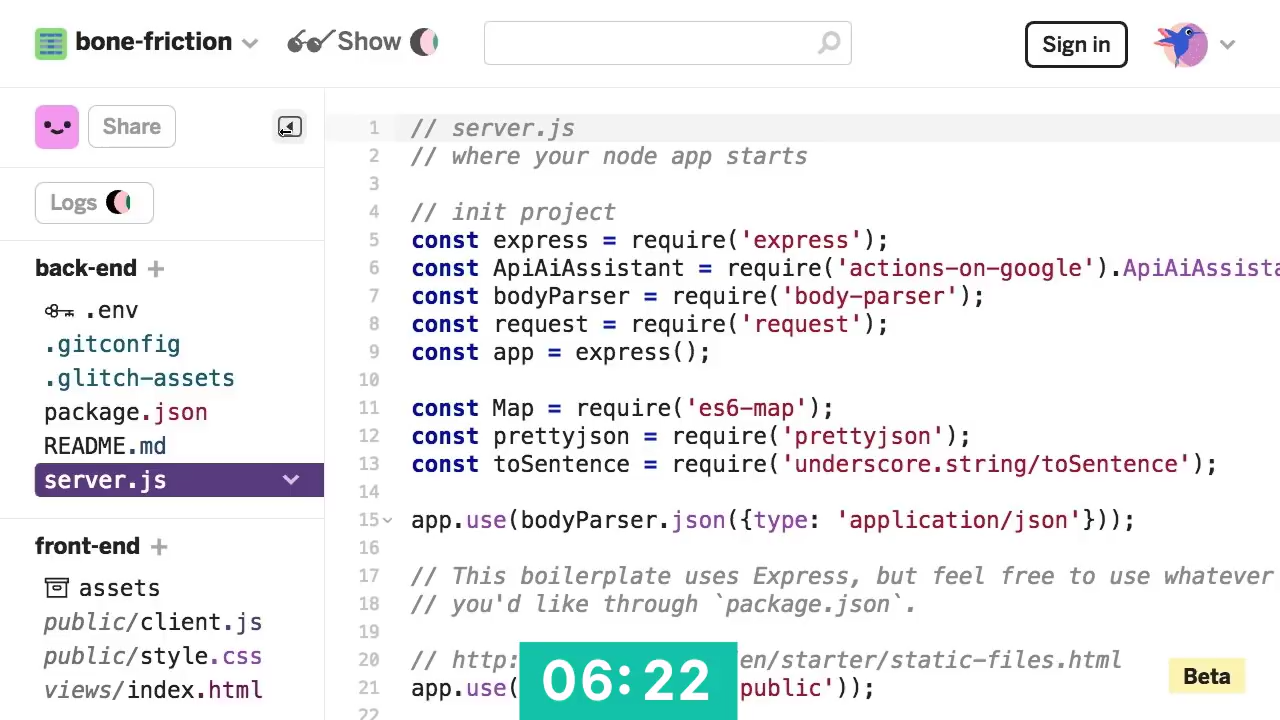 bone-friction
Show
Sign in
Share
Logs
back-end +
.env
.gitconfig
.glitch-assets
package.json
README.md
server.js
front-end +
assets
public/client.js
public/style.css
views/index.html
1 // server.js
2 // where your node app starts
3
4 // init project
5 const express = require('express');
6 const ApiAiAssistant = require('actions-on-google').ApiAiAssista
7 const bodyParser = require('body-parser');
8 const request = require('request');
9 const app = express();
10
11 const Map = require('es6-map');
12 const prettyjson = require('prettyjson');
13 const toSentence = require('underscore.string/toSentence');
14
15 app.use(bodyParser.json({type: 'application/json'}));
16
17 // This boilerplate uses Express, but feel free to use whatever
18 // you'd like through `package.json`.
19
20 // http: en/starter/static-files.html
21 app.use( public'));
22
06:22
Beta